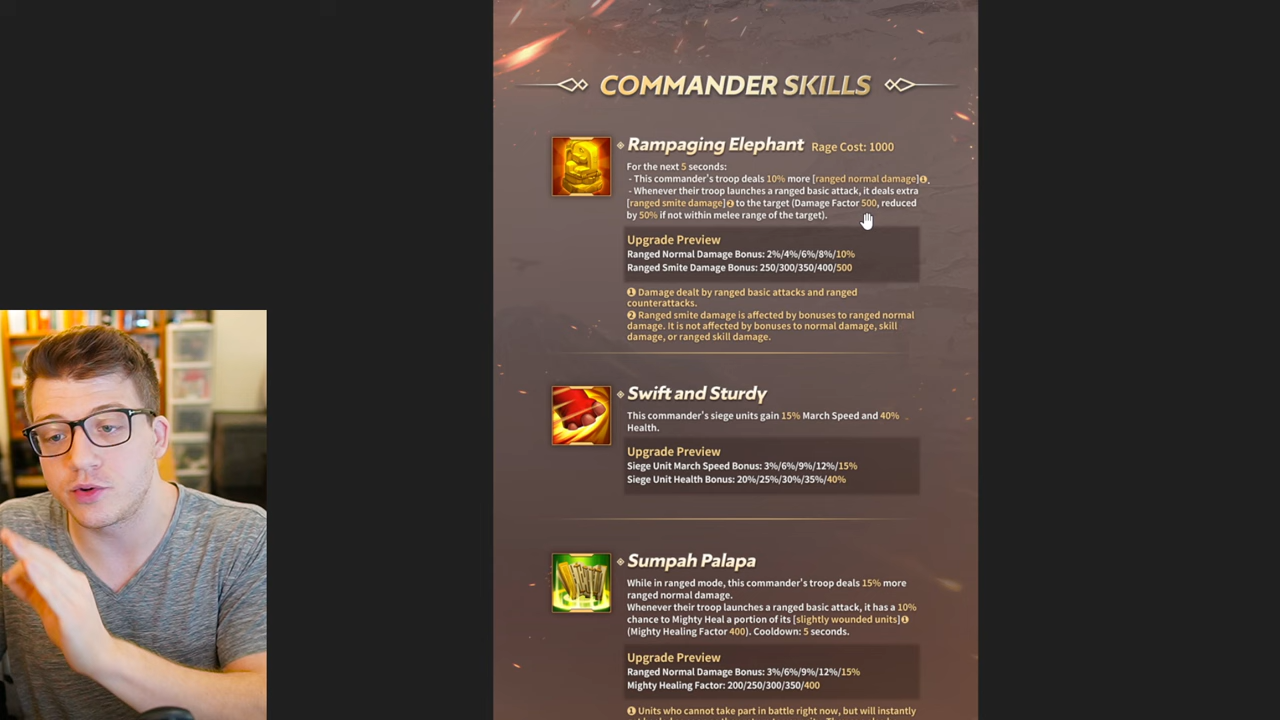 COMMANDER SKILLS
Rampaging Elephant Rage Cost: 1000
For the next 5 seconds:
- This commander's troop deals 10% more [ranged normal damage]❶.
- Whenever their troop launches a ranged basic attack, it deals extra
[ranged smite damage]❷ to the target (Damage Factor 500, reduced
by 50% if not within melee range of the target).
Upgrade Preview
Ranged Normal Damage Bonus: 2%/4%/6%/8%/10%
Ranged Smite Damage Bonus: 250/300/350/400/500
❶ Damage dealt by ranged basic attacks and ranged
counterattacks.
❷ Ranged smite damage is affected by bonuses to ranged normal
damage. It is not affected by bonuses to normal damage, skill
damage, or ranged skill damage.
Swift and Sturdy
This commander's siege units gain 15% March Speed and 40%
Health.
Upgrade Preview
Siege Unit March Speed Bonus: 3%/6%/9%/12%/15%
Siege Unit Health Bonus: 20%/25%/30%/35%/40%
Sumpah Palapa
While in ranged mode, this commander's troop deals 15% more
ranged normal damage.
Whenever their troop launches a ranged basic attack, it has a 10%
chance to Mighty Heal a portion of its [slightly wounded units]❶
(Mighty Healing Factor 400). Cooldown: 5 seconds.
Upgrade Preview
Ranged Normal Damage Bonus: 3%/6%/9%/12%/15%
Mighty Healing Factor: 200/250/300/350/400
❶ Units who cannot take part in battle right now, but will instantly